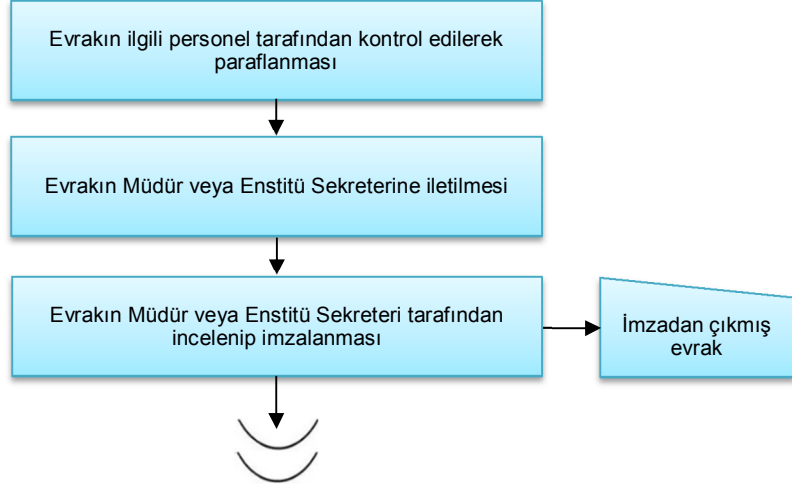 Evrakın ilgili personel tarafından kontrol edilerek
paraflanması
Evrakın Müdür veya Enstitü Sekreterine iletilmesi
Evrakın Müdür veya Enstitü Sekreteri tarafından
incelenip imzalanması
İmzadan çıkmış
evrak